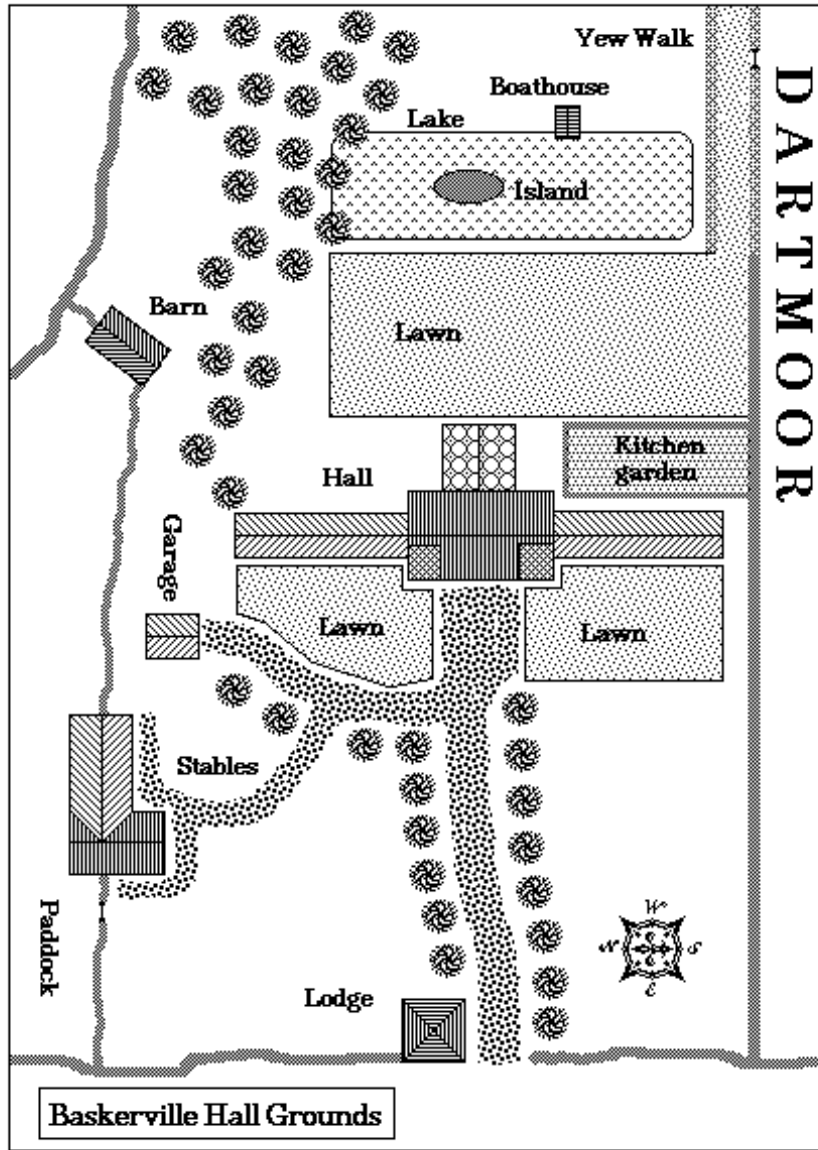 Yew Walk
Boathouse
Lake
Island
DARTMOOR
Barn
Lawn
Kitchen
garden
Hall
Garage
Lawn
Lawn
Stables
Paddock
W
N
S
E
Lodge
Baskerville Hall Grounds